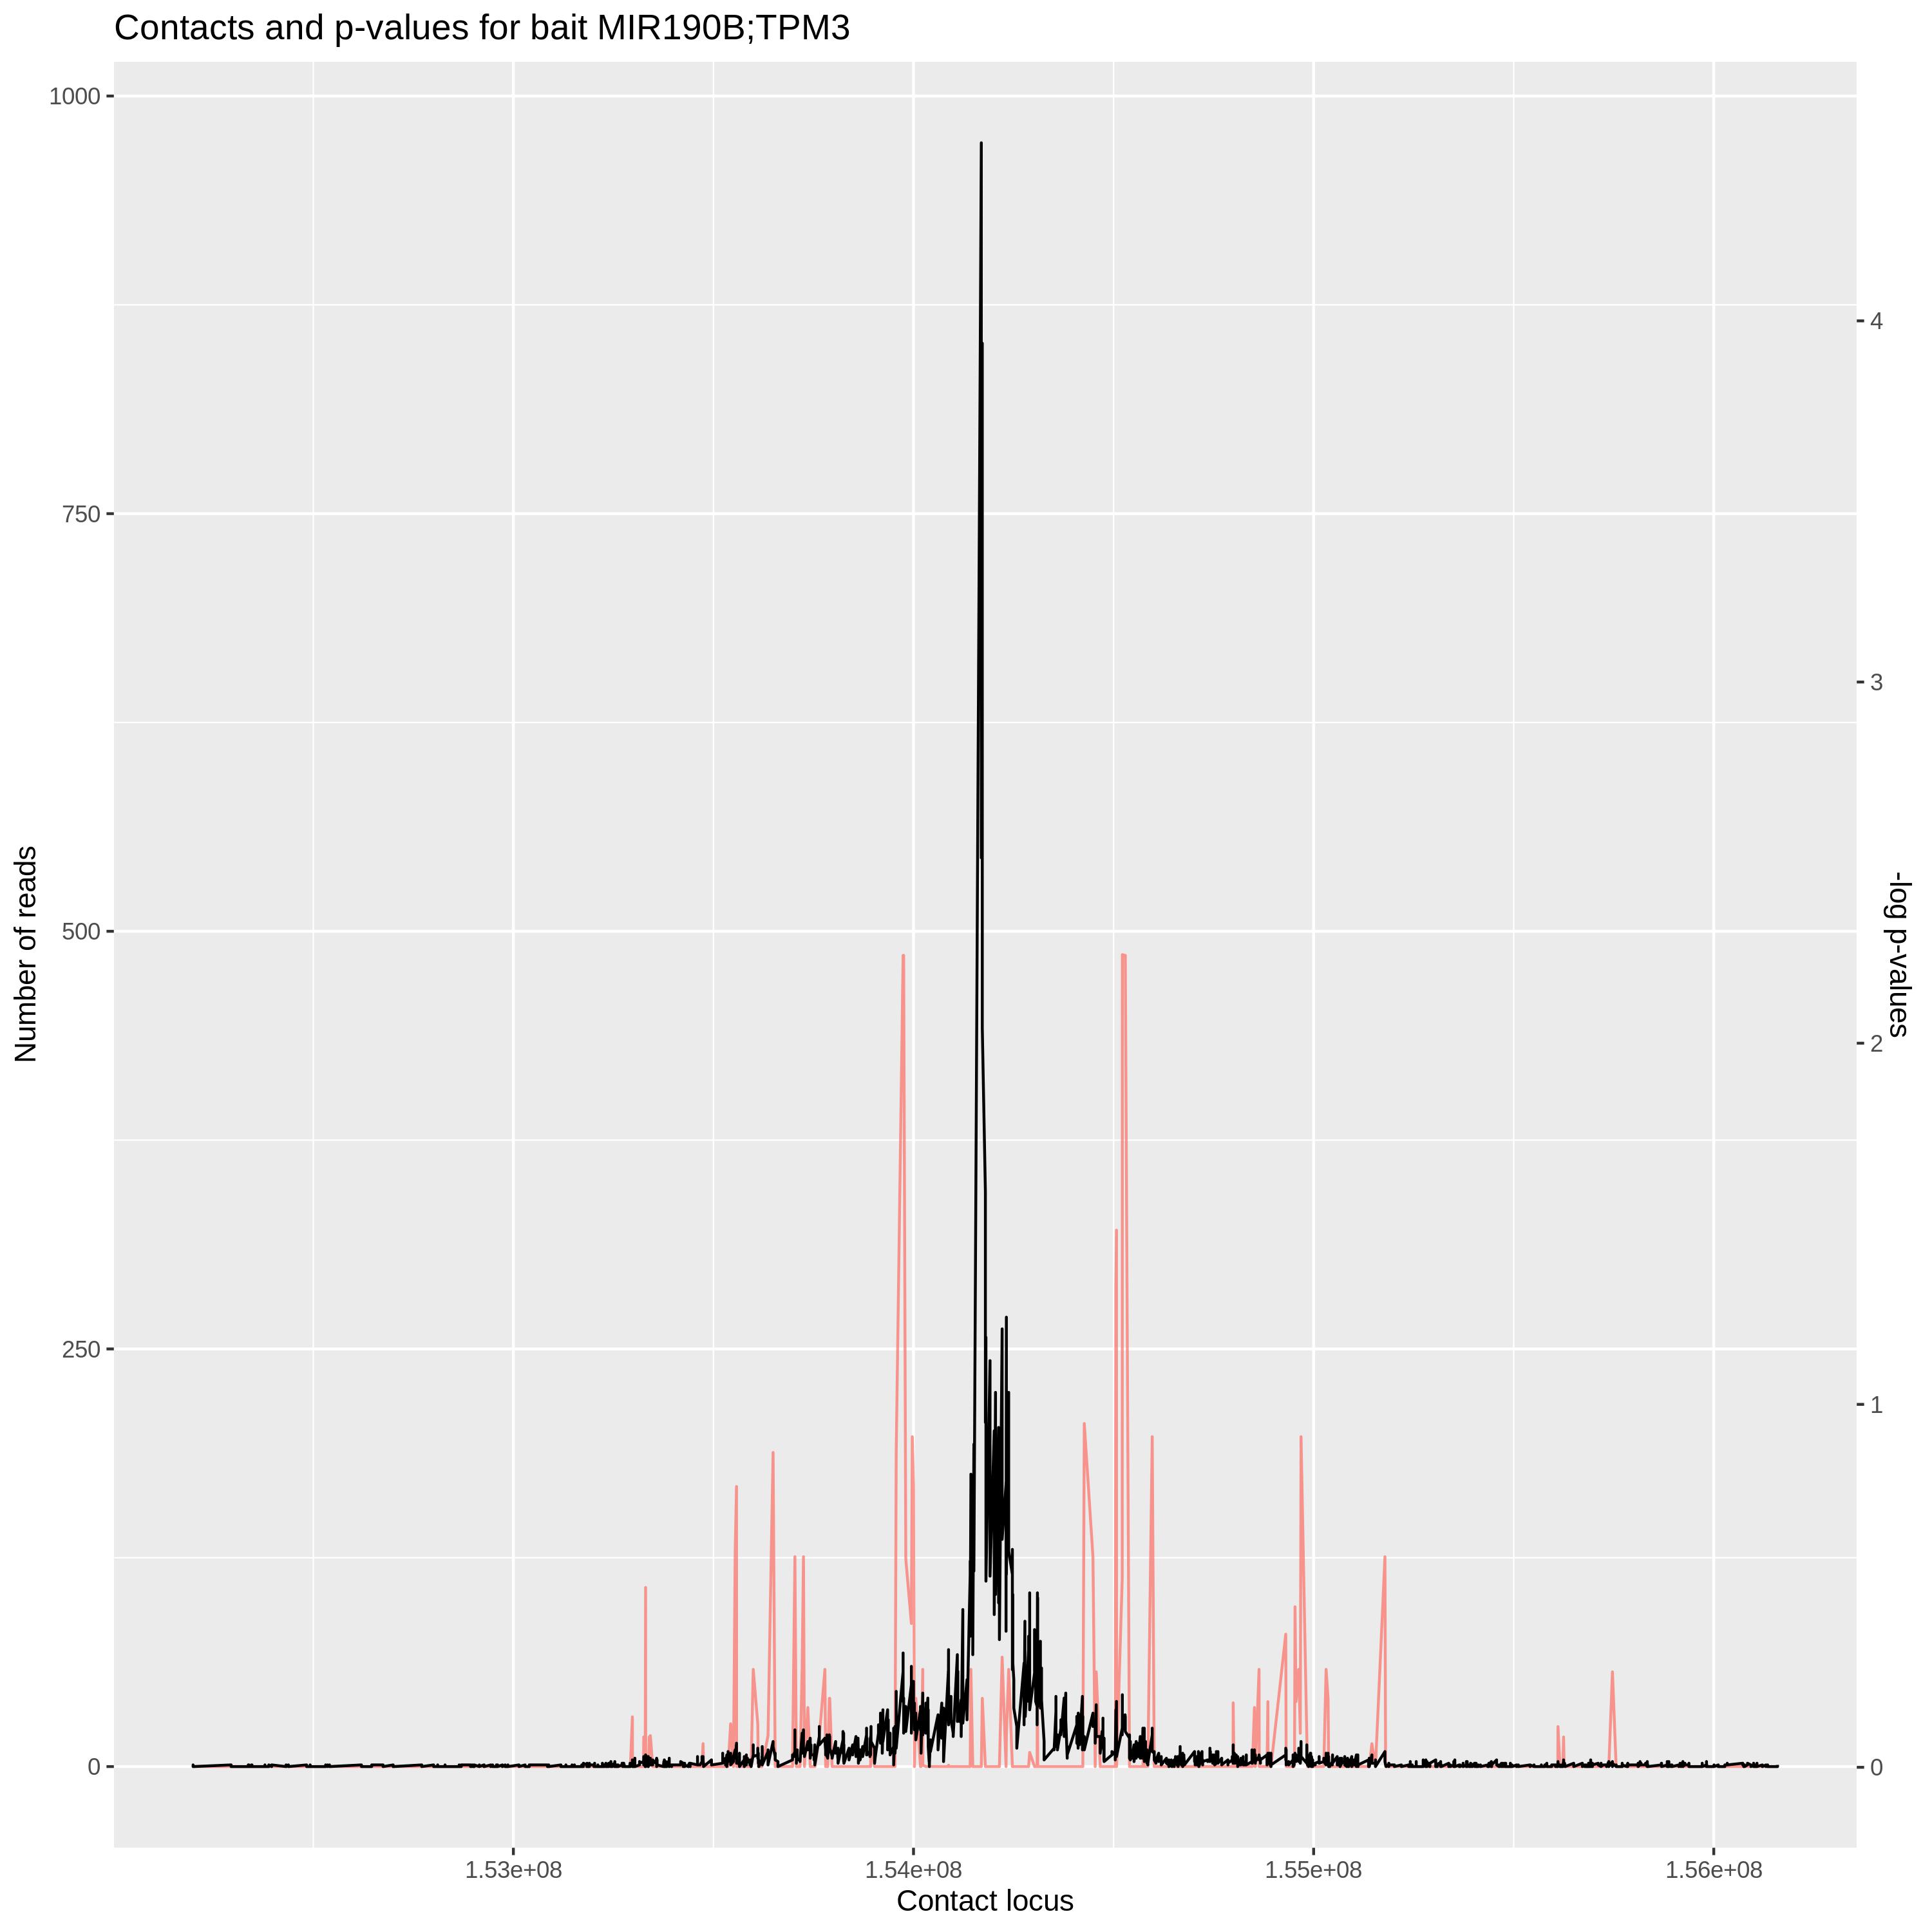 Contacts and p-values for bait MIR190B;TPM3
1000
750
500
250
0
Number of reads
4
3
2
1
0
-log p-values
1.53e+08
1.54e+08
1.55e+08
1.56e+08
Contact locus